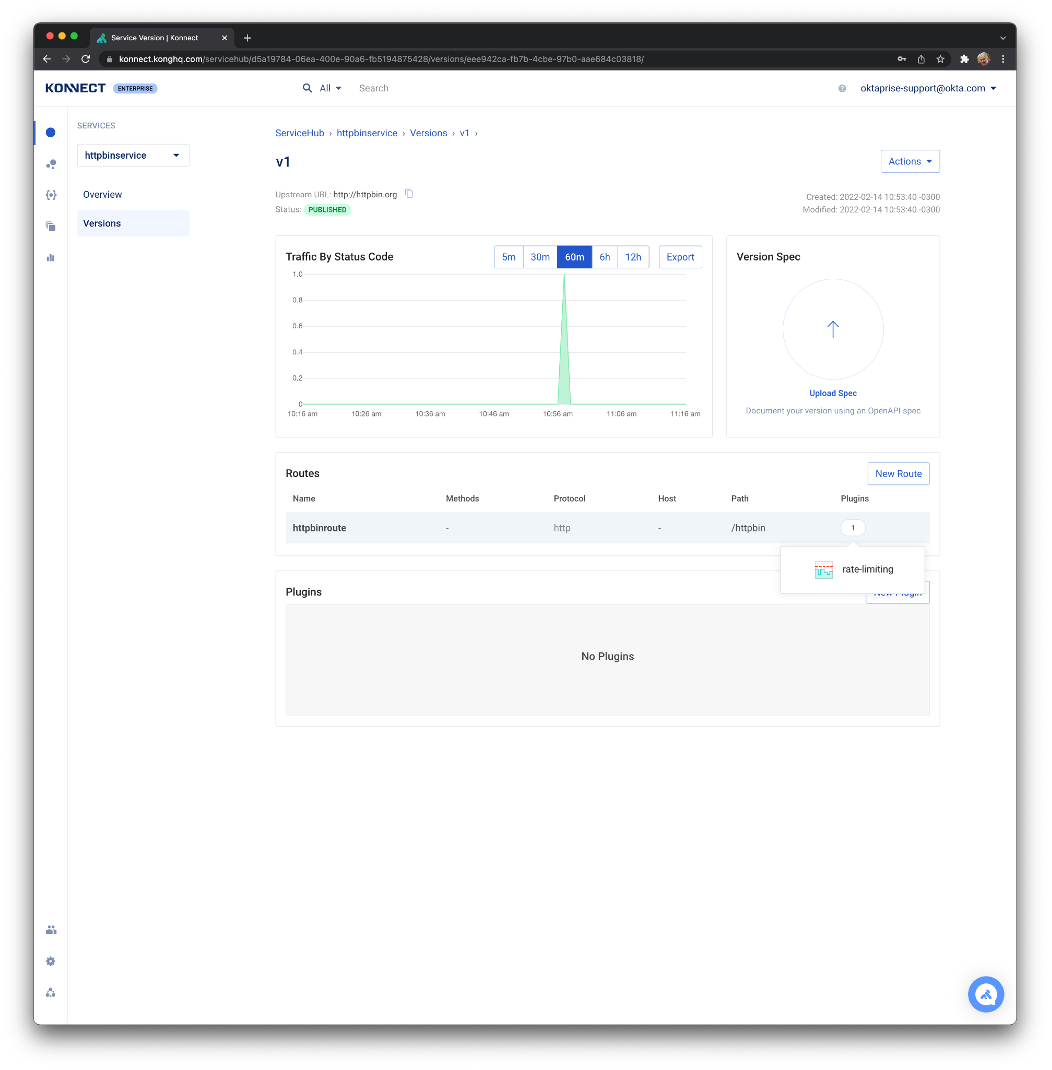 Service Version | Konnect
konnect.konghq.com/servicehub/d5a19784-06ea-400e-90a6-fb5194875428/versions/eee942ca-fb7b-4cbe-97b0-aae684c03818/
KONNECT ENTERPRISE All Search oktaprise-support@okta.com
SERVICES
httpbinservice
Overview
Versions
ServiceHub › httpbinservice › Versions › v1 ›
v1
Actions
Upstream URL: http://httpbin.org
Status: PUBLISHED
Created: 2022-02-14 10:53:40 -0300
Modified: 2022-02-14 10:53:40 -0300
Traffic By Status Code
5m 30m 60m 6h 12h Export
1.0
0.8
0.6
0.4
0.2
0
10:16 am 10:26 am 10:36 am 10:46 am 10:56 am 11:06 am 11:16 am
Version Spec
Upload Spec
Document your version using an OpenAPI spec
Routes
New Route
Name Methods Protocol Host Path Plugins
httpbinroute - http - /httpbin 1
rate-limiting
Plugins
New Plugin
No Plugins